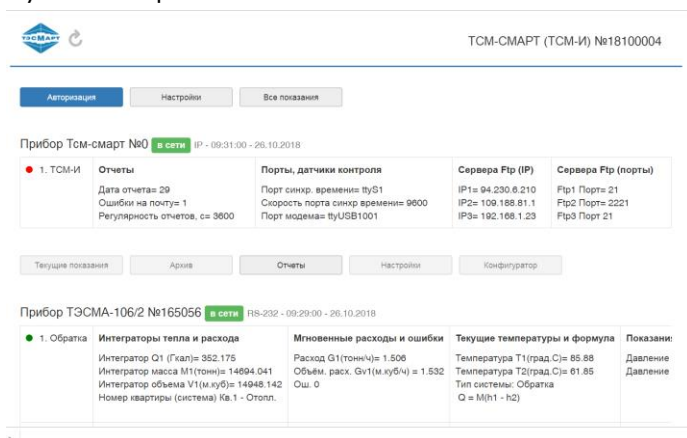 ТЭСМАРТ
ТСМ-СМАРТ (ТСМ-И) №18100004
Авторизация Настройки Все показания
Прибор Тсм-смарт №0 в сети IP - 09:31:00 - 26.10.2018
1. ТСМ-И Отчеты Порты, датчики контроля Сервера Ftp (IP) Сервера Ftp (порты)
Дата отчета= 29 Порт синхр. времени= ttyS1 IP1= 94.230.6.210 Ftp1 Порт= 21
Ошибки на почту= 1 Скорость порта синхр времени= 9600 IP2= 109.188.81.1 Ftp2 Порт= 2221
Регулярность отчетов, с= 3600 Порт модема= ttyUSB1001 IP3= 192.168.1.23 Ftp3 Порт 21
Текущие показания Архив Отчеты Настройки Конфигуратор
Прибор ТЭСМА-106/2 №165056 в сети RS-232 - 09:29:00 - 26.10.2018
1. Обратка Интеграторы тепла и расхода Мгновенные расходы и ошибки Текущие температуры и формула Показани
Интегратор Q1 (Гкал)= 352.175 Расход G1(тонн/ч)= 1.506 Температура T1(град.С)= 85.88 Давление
Интегратор масса M1(тонн)= 14694.041 Объём. расх. Gv1(м.куб/ч) = 1.532 Температура T2(град.С)= 61.85 Давление
Интегратор объема V1(м.куб)= 14948.142 Ош. 0 Тип системы: Обратка
Номер квартиры (система) Кв.1 - Отопл. Q = M(h1 - h2)